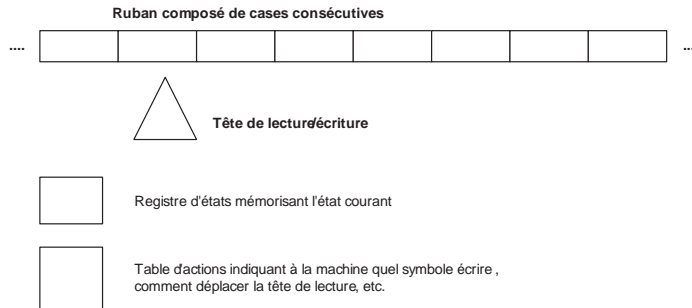 Ruban composé de cases consécutives
.... ...
Tête de lecture/écriture
Registre d'états mémorisant l'état courant
Table d'actions indiquant à la machine quel symbole écrire ,
comment déplacer la tête de lecture, etc.